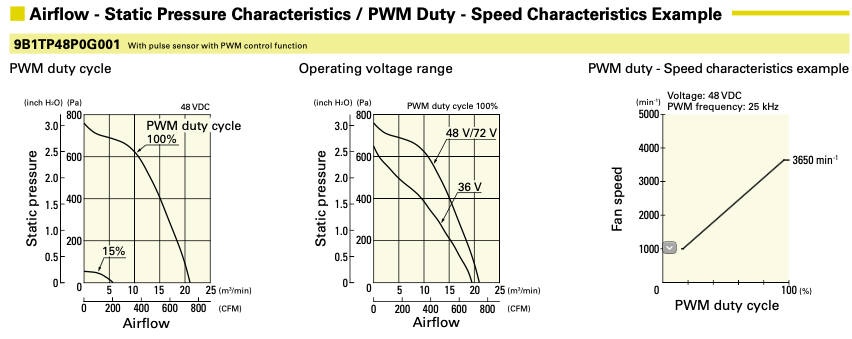 Airflow - Static Pressure Characteristics / PWM Duty - Speed Characteristics Example
9B1TP48P0G001 With pulse sensor with PWM control function
PWM duty cycle
(inch H₂O) (Pa)
48 VDC
PWM duty cycle
100%
15%
Static pressure
3.0
2.5
2.0
1.5
1.0
0.5
0
800
600
400
200
0 5 10 15 20 25 (m³/min)
0 200 400 600 800 (CFM)
Airflow
Operating voltage range
(inch H₂O) (Pa)
PWM duty cycle 100%
48 V/72 V
36 V
Static pressure
3.0
2.5
2.0
1.5
1.0
0.5
0
800
600
400
200
0 5 10 15 20 25 (m³/min)
0 200 400 600 800 (CFM)
Airflow
PWM duty - Speed characteristics example
Voltage: 48 VDC
(min⁻¹) PWM frequency: 25 kHz
Fan speed
5000
4000
3000
2000
1000
3650 min⁻¹
0 100 (%)
PWM duty cycle